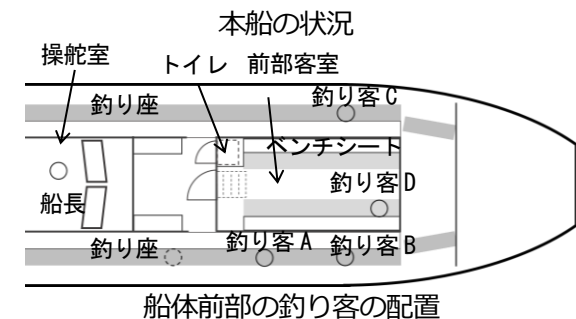 本船の状況
操舵室
トイレ 前部客室
釣り座
釣り客C
ベンチシート
釣り客D
船長
釣り座
釣り客A
釣り客B
船体前部の釣り客の配置